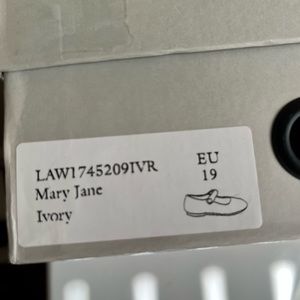 LAW1745209IVR
Mary Jane
Ivory
EU
19